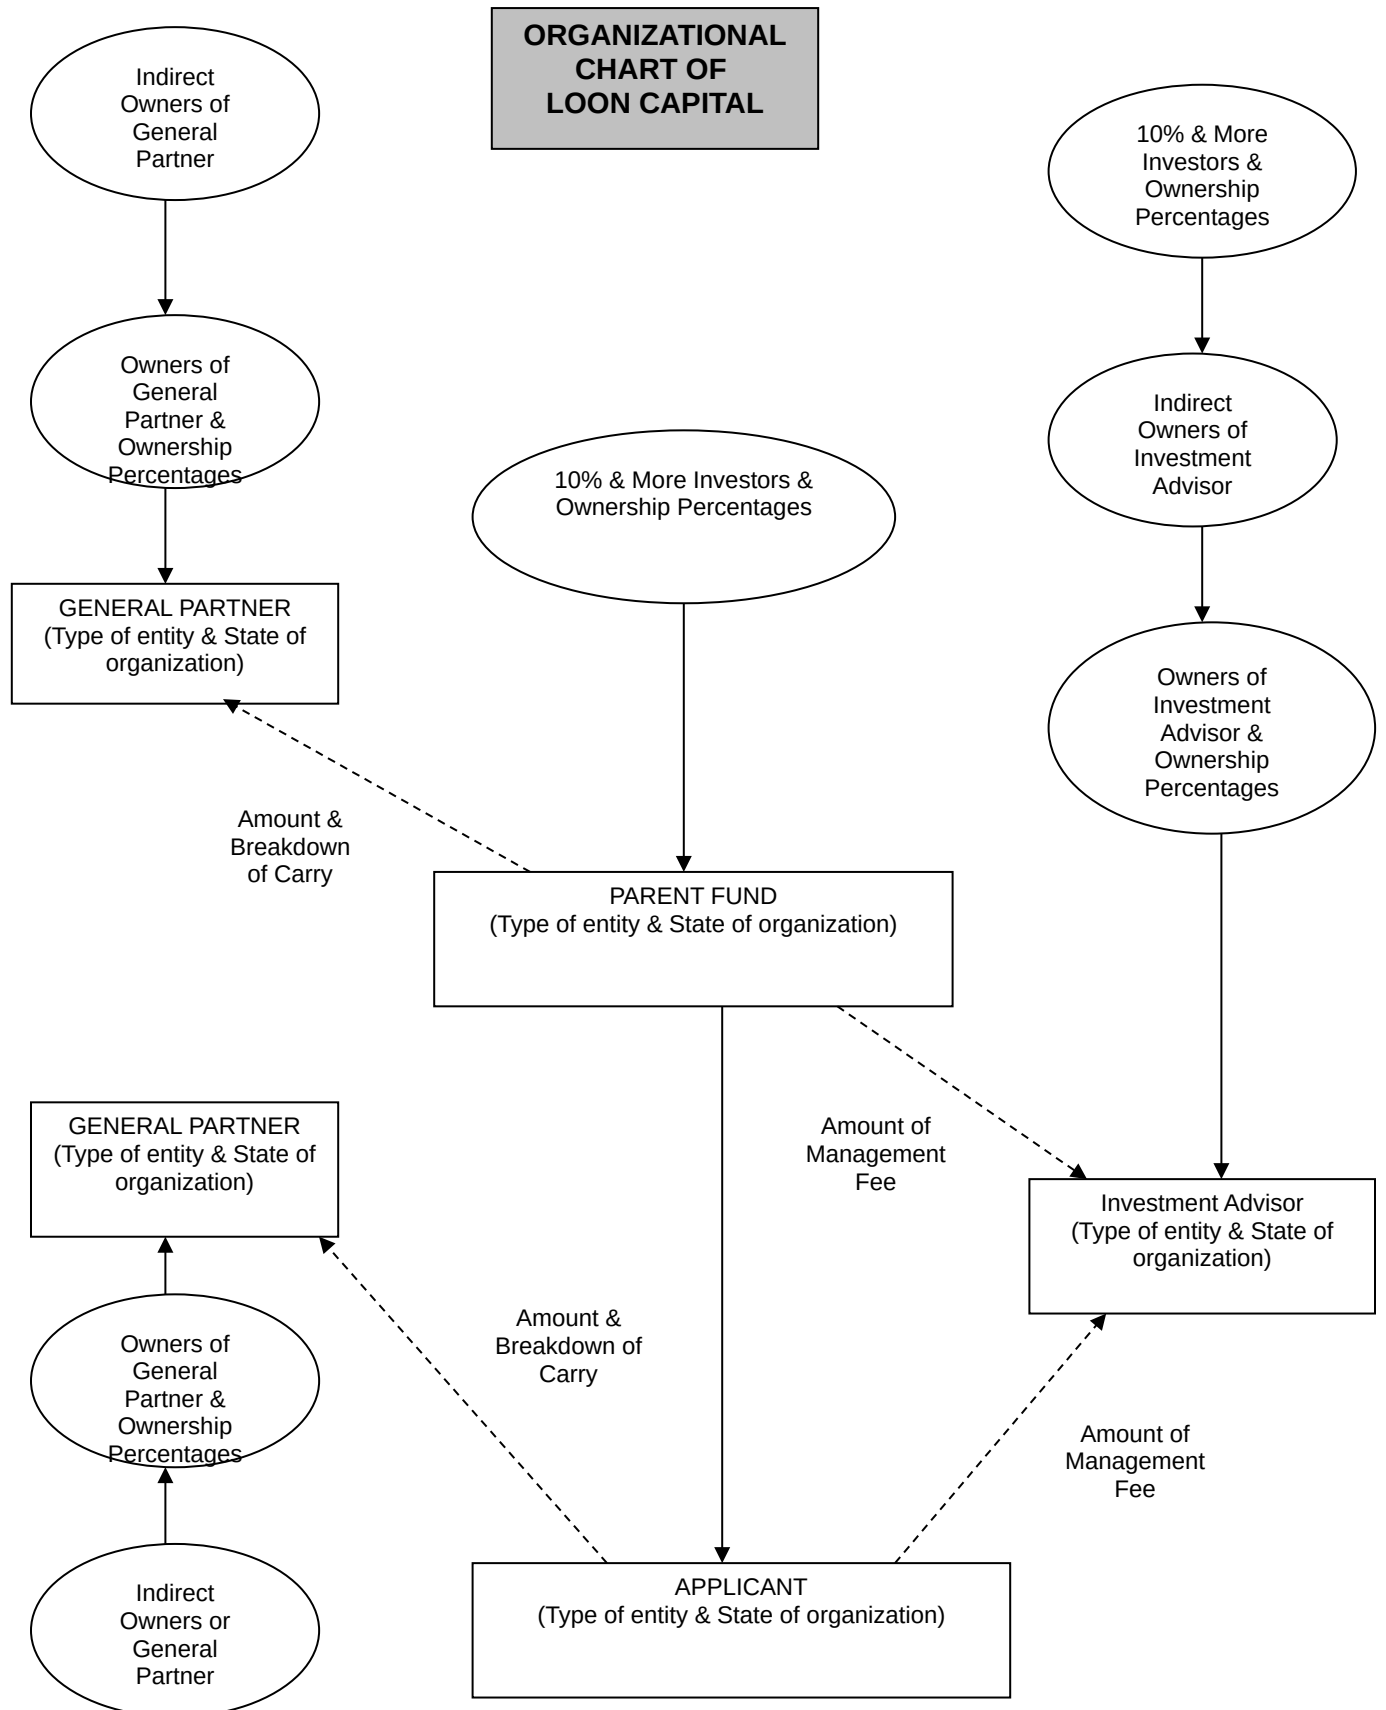 ORGANIZATIONAL
CHART OF
LOON CAPITAL
Indirect
Owners of
General
Partner
10% & More
Investors &
Ownership
Percentages
Owners of
General
Partner &
Ownership
Percentages
Indirect
Owners of
Investment
Advisor
10% & More Investors &
Ownership Percentages
GENERAL PARTNER
(Type of entity & State of
organization)
Owners of
Investment
Advisor &
Ownership
Percentages
Amount &
Breakdown
of Carry
PARENT FUND
(Type of entity & State of organization)
GENERAL PARTNER
(Type of entity & State of
organization)
Amount of
Management
Fee
Investment Advisor
(Type of entity & State of
organization)
Amount &
Breakdown of
Carry
Owners of
General
Partner &
Ownership
Percentages
Amount of
Management
Fee
APPLICANT
(Type of entity & State of organization)
Indirect
Owners or
General
Partner